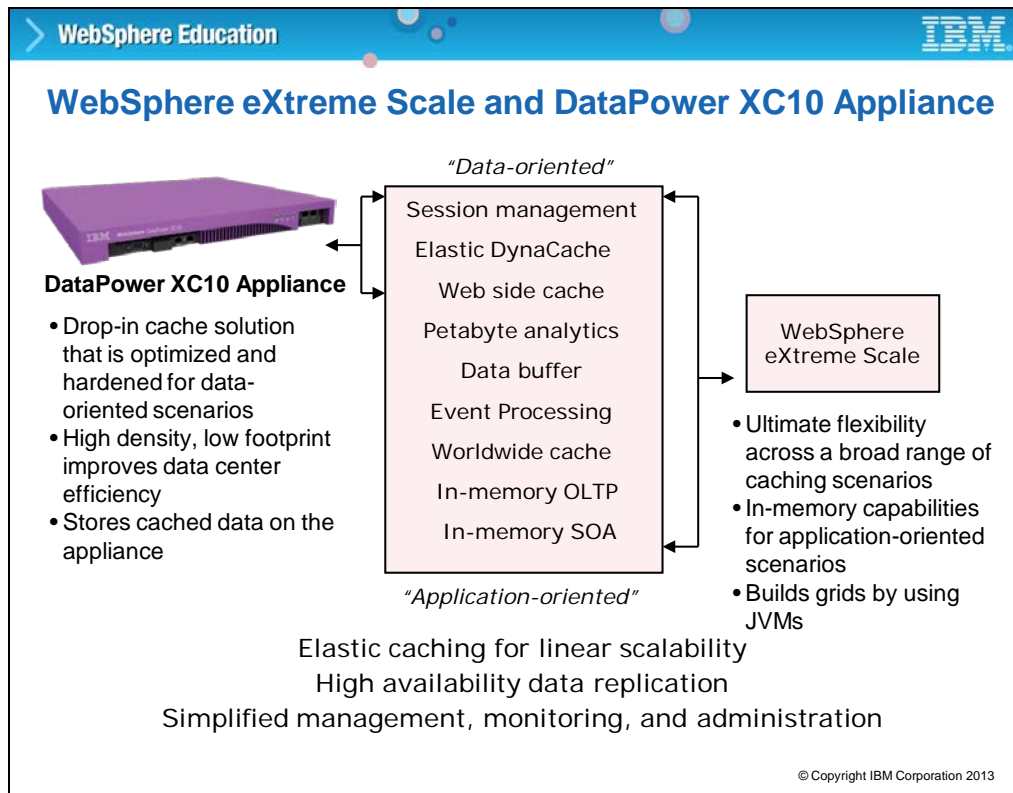 WebSphere Education
IBM
WebSphere eXtreme Scale and DataPower XC10 Appliance
"Data-oriented"
Session management
Elastic DynaCache
Web side cache
Petabyte analytics
Data buffer
Event Processing
Worldwide cache
In-memory OLTP
In-memory SOA
"Application-oriented"
IBM
DataPower XC10 Appliance
• Drop-in cache solution
that is optimized and
hardened for data-
oriented scenarios
• High density, low footprint
improves data center
efficiency
• Stores cached data on the
appliance
WebSphere
eXtreme Scale
• Ultimate flexibility
across a broad range of
caching scenarios
• In-memory capabilities
for application-oriented
scenarios
• Builds grids by using
JVMs
Elastic caching for linear scalability
High availability data replication
Simplified management, monitoring, and administration
© Copyright IBM Corporation 2013